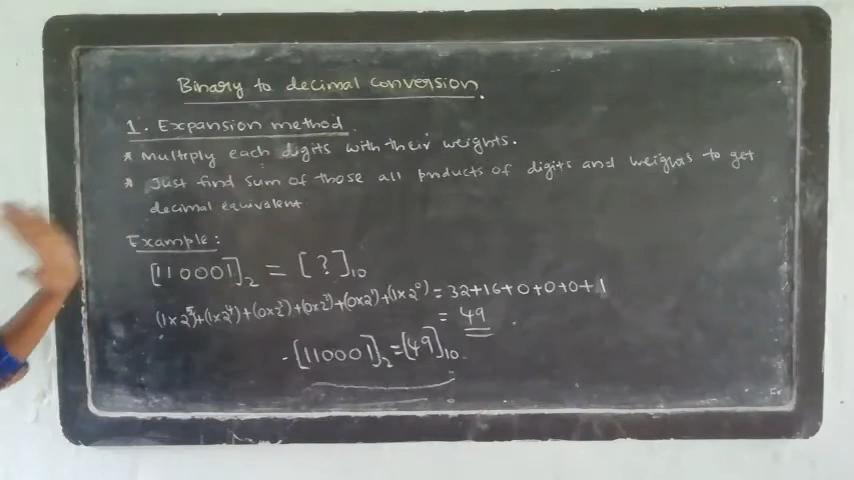 Binary to decimal conversion.
1. Expansion method
* Multiply each digits with their weights.
* Just find sum of those all products of digits and weights to get
decimal equivalent
Example:
[110001]₂ = [?]₁₀
(1×2⁵)+(1×2⁴)+(0×2³)+(0×2²)+(0×2¹)+(1×2⁰) = 32+16+0+0+0+1
= 49
[110001]₂ = [49]₁₀